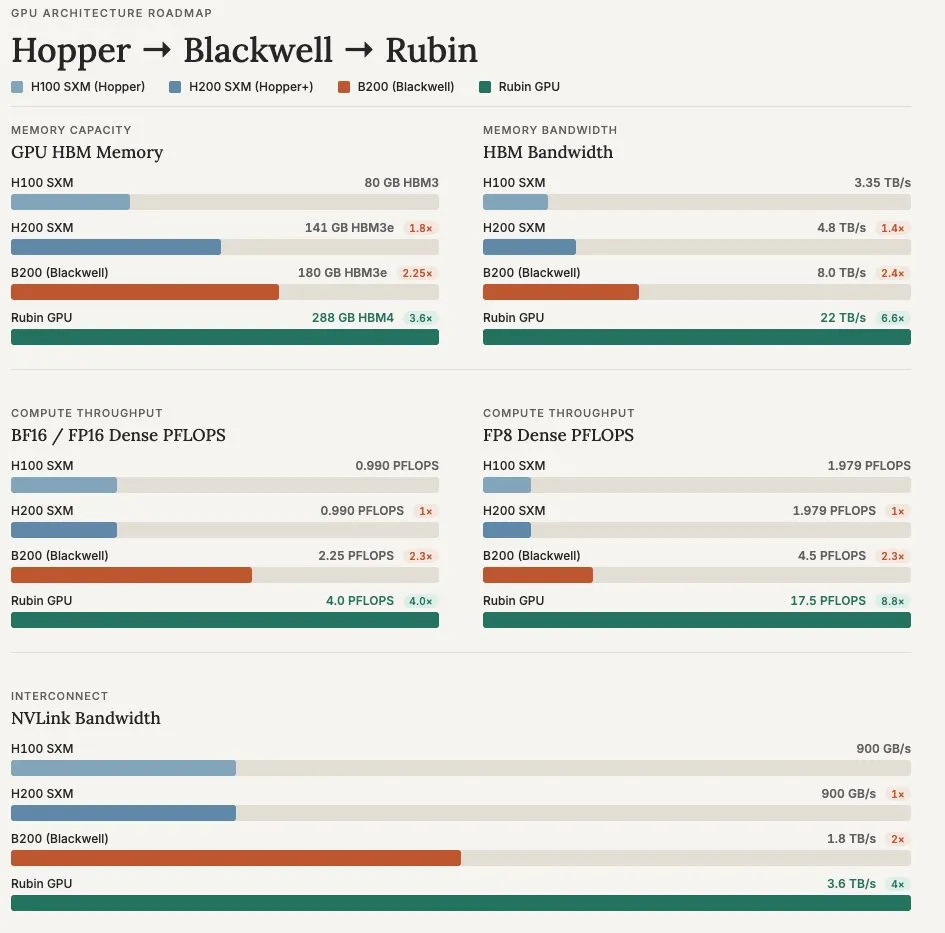 GPU ARCHITECTURE ROADMAP
Hopper → Blackwell → Rubin
H100 SXM (Hopper) H200 SXM (Hopper+) B200 (Blackwell) Rubin GPU
MEMORY CAPACITY
GPU HBM Memory
H100 SXM 80 GB HBM3
H200 SXM 141 GB HBM3e 1.8×
B200 (Blackwell) 180 GB HBM3e 2.25×
Rubin GPU 288 GB HBM4 3.6×
MEMORY BANDWIDTH
HBM Bandwidth
H100 SXM 3.35 TB/s
H200 SXM 4.8 TB/s 1.4×
B200 (Blackwell) 8.0 TB/s 2.4×
Rubin GPU 22 TB/s 6.6×
COMPUTE THROUGHPUT
BF16 / FP16 Dense PFLOPS
H100 SXM 0.990 PFLOPS
H200 SXM 0.990 PFLOPS 1×
B200 (Blackwell) 2.25 PFLOPS 2.3×
Rubin GPU 4.0 PFLOPS 4.0×
COMPUTE THROUGHPUT
FP8 Dense PFLOPS
H100 SXM 1.979 PFLOPS
H200 SXM 1.979 PFLOPS 1×
B200 (Blackwell) 4.5 PFLOPS 2.3×
Rubin GPU 17.5 PFLOPS 8.8×
INTERCONNECT
NVLink Bandwidth
H100 SXM 900 GB/s
H200 SXM 900 GB/s 1×
B200 (Blackwell) 1.8 TB/s 2×
Rubin GPU 3.6 TB/s 4×